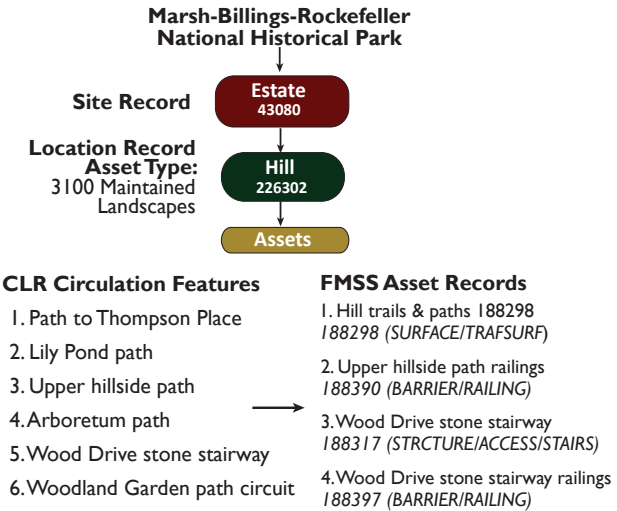 Marsh-Billings-Rockefeller
National Historical Park
Site Record
Estate
43080
Location Record
Asset Type:
3100 Maintained
Landscapes
Hill
226302
Assets
CLR Circulation Features
1. Path to Thompson Place
2. Lily Pond path
3. Upper hillside path
4. Arboretum path
5. Wood Drive stone stairway
6. Woodland Garden path circuit
FMSS Asset Records
1. Hill trails & paths 188298
188298 (SURFACE/TRAFSURF)
2. Upper hillside path railings
188390 (BARRIER/RAILING)
3. Wood Drive stone stairway
188317 (STRCTURE/ACCESS/STAIRS)
4. Wood Drive stone stairway railings
188397 (BARRIER/RAILING)